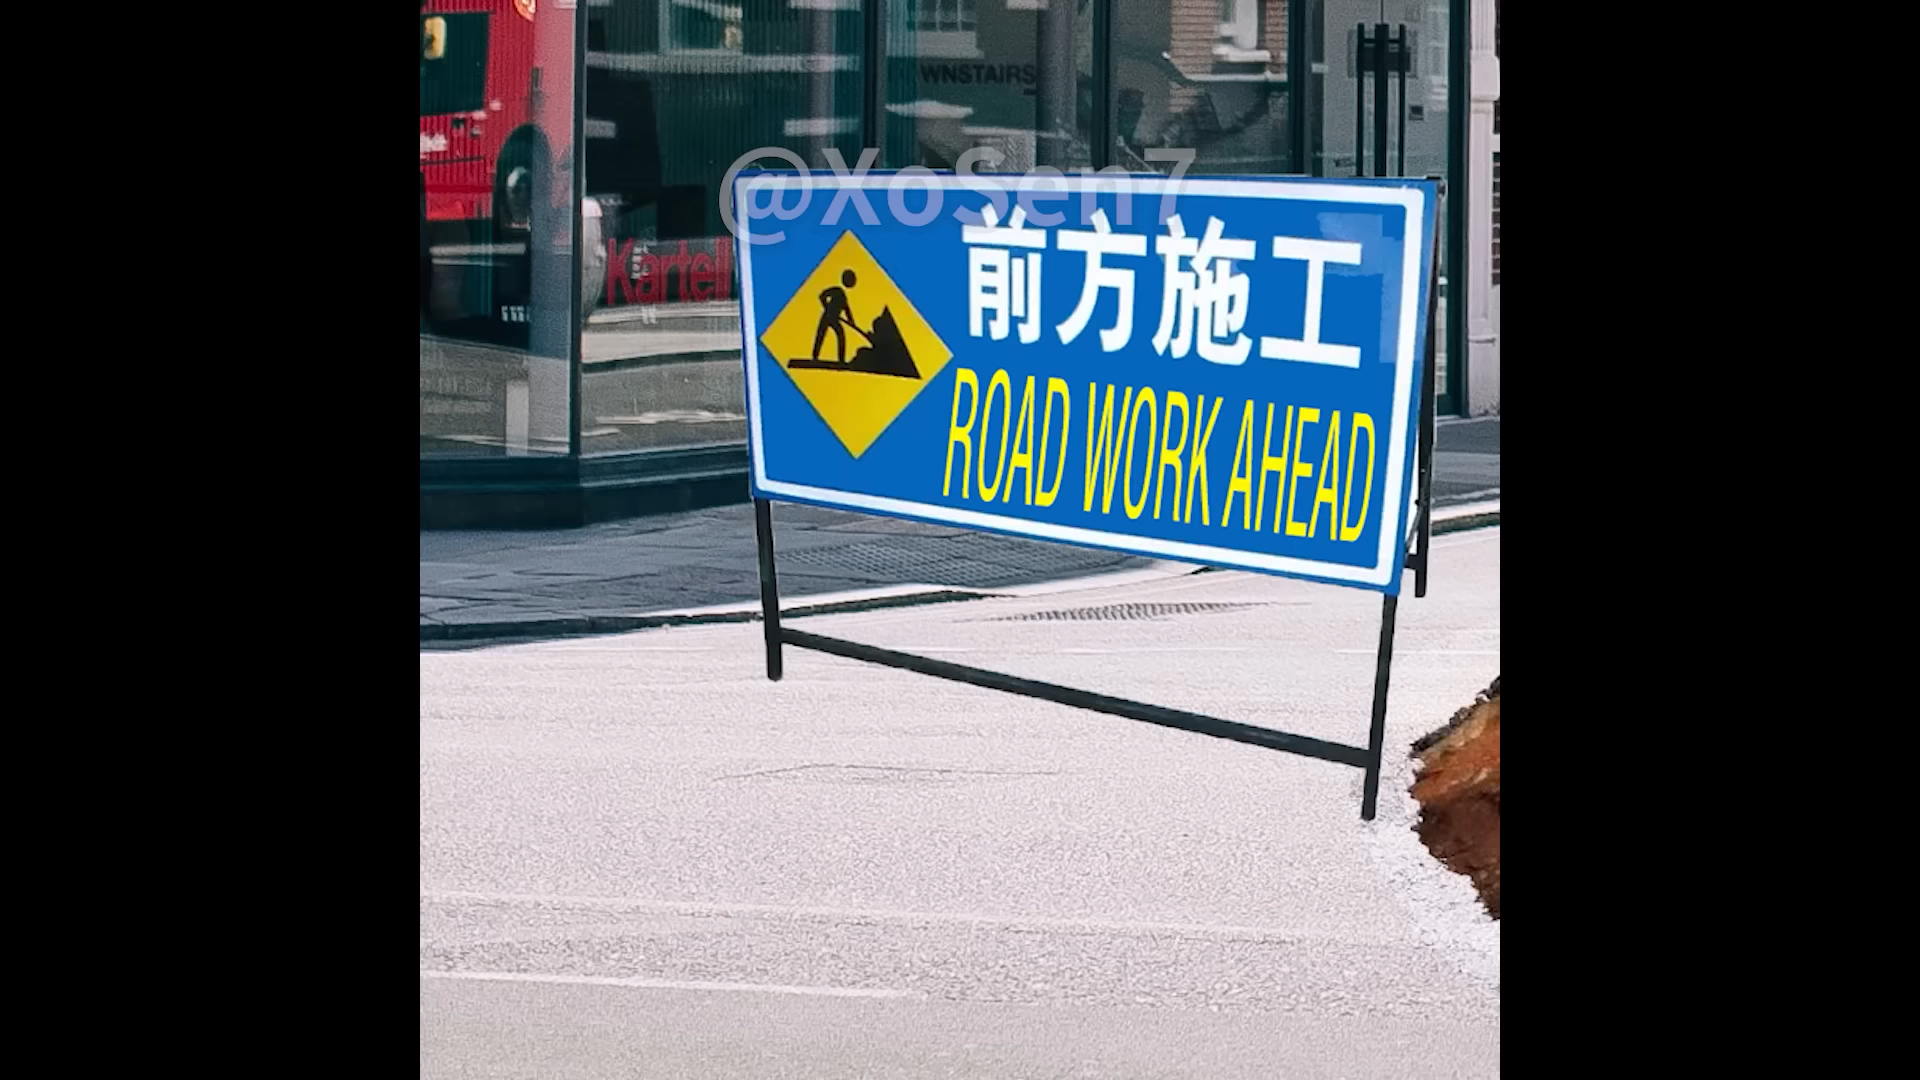 WNSTAIRS
@XoSen7
Kartell
前方施工
ROAD WORK AHEAD